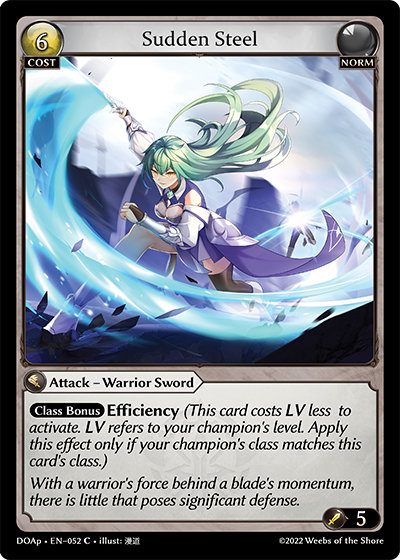 6
Sudden Steel
COST
NORM
Attack – Warrior Sword
Class Bonus Efficiency (This card costs LV less to
activate. LV refers to your champion's level. Apply
this effect only if your champion's class matches this
card's class.)
With a warrior's force behind a blade's momentum,
there is little that poses significant defense.
5
DOAp • EN-052 C • illust: 漫道
©2022 Weebs of the Shore